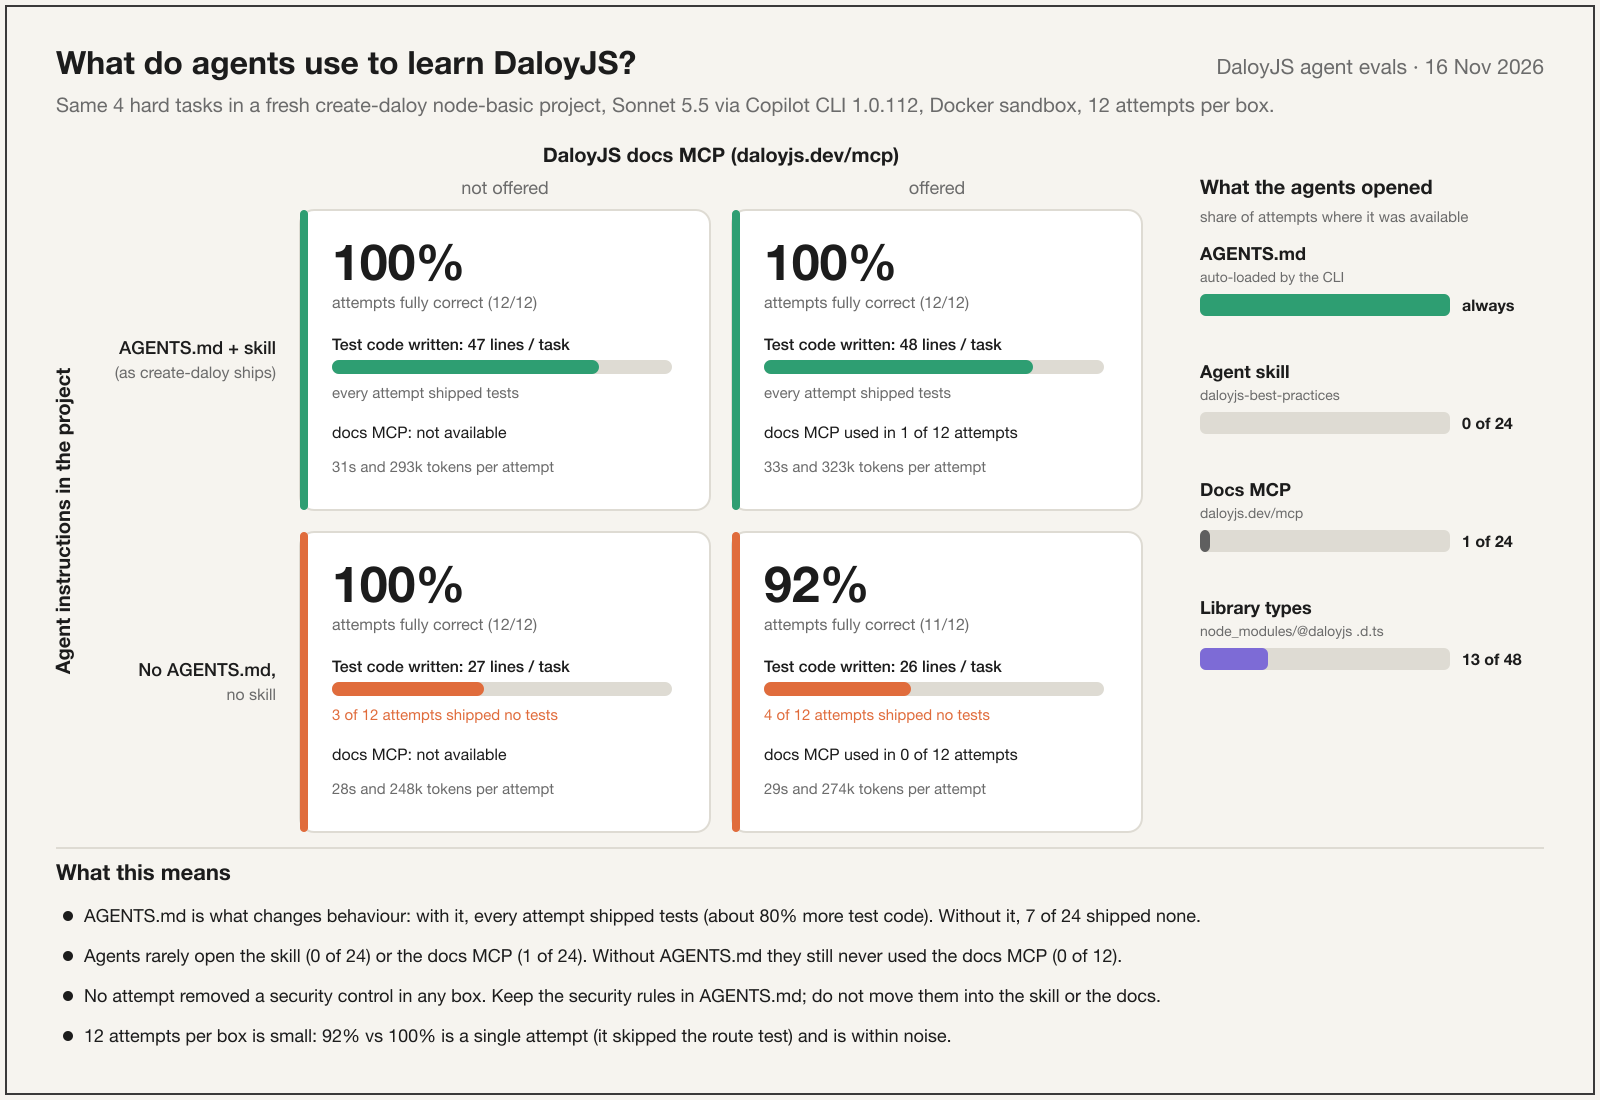 What do agents use to learn DaloyJS?
DaloyJS agent evals · 16 Nov 2026
Same 4 hard tasks in a fresh create-daloy node-basic project, Sonnet 5.5 via Copilot CLI 1.0.112, Docker sandbox, 12 attempts per box.
DaloyJS docs MCP (daloyjs.dev/mcp)
not offered
offered
Agent instructions in the project
AGENTS.md + skill
(as create-daloy ships)
100%
attempts fully correct (12/12)
Test code written: 47 lines / task
every attempt shipped tests
docs MCP: not available
31s and 293k tokens per attempt
100%
attempts fully correct (12/12)
Test code written: 48 lines / task
every attempt shipped tests
docs MCP used in 1 of 12 attempts
33s and 323k tokens per attempt
No AGENTS.md,
no skill
100%
attempts fully correct (12/12)
Test code written: 27 lines / task
3 of 12 attempts shipped no tests
docs MCP: not available
28s and 248k tokens per attempt
92%
attempts fully correct (11/12)
Test code written: 26 lines / task
4 of 12 attempts shipped no tests
docs MCP used in 0 of 12 attempts
29s and 274k tokens per attempt
What the agents opened
share of attempts where it was available
AGENTS.md
auto-loaded by the CLI
always
Agent skill
daloyjs-best-practices
0 of 24
Docs MCP
daloyjs.dev/mcp
1 of 24
Library types
node_modules/@daloyjs .d.ts
13 of 48
What this means
● AGENTS.md is what changes behaviour: with it, every attempt shipped tests (about 80% more test code). Without it, 7 of 24 shipped none.
● Agents rarely open the skill (0 of 24) or the docs MCP (1 of 24). Without AGENTS.md they still never used the docs MCP (0 of 12).
● No attempt removed a security control in any box. Keep the security rules in AGENTS.md; do not move them into the skill or the docs.
● 12 attempts per box is small: 92% vs 100% is a single attempt (it skipped the route test) and is within noise.